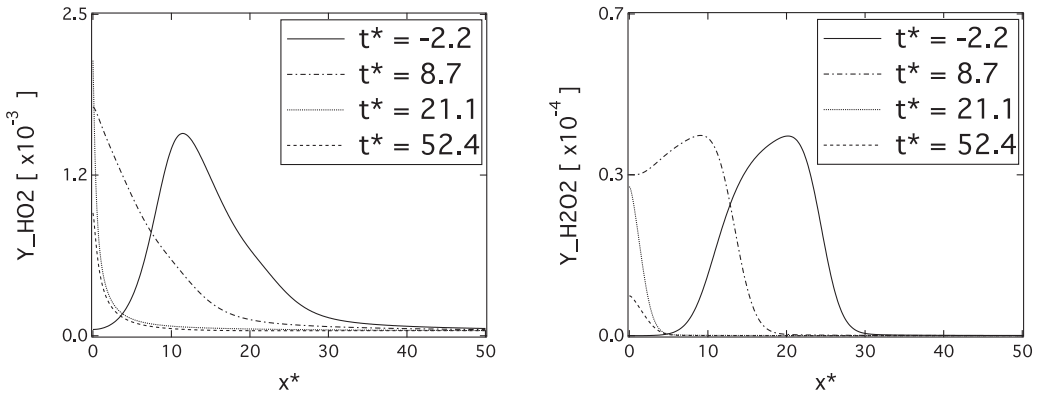 2.5
1.2
0.0
Y_HO2 [ x10⁻³ ]
t* = -2.2
t* = 8.7
t* = 21.1
t* = 52.4
0 10 20 30 40 50
x*
0.7
0.3
0.0
Y_H2O2 [ x10⁻⁴ ]
t* = -2.2
t* = 8.7
t* = 21.1
t* = 52.4
0 10 20 30 40 50
x*